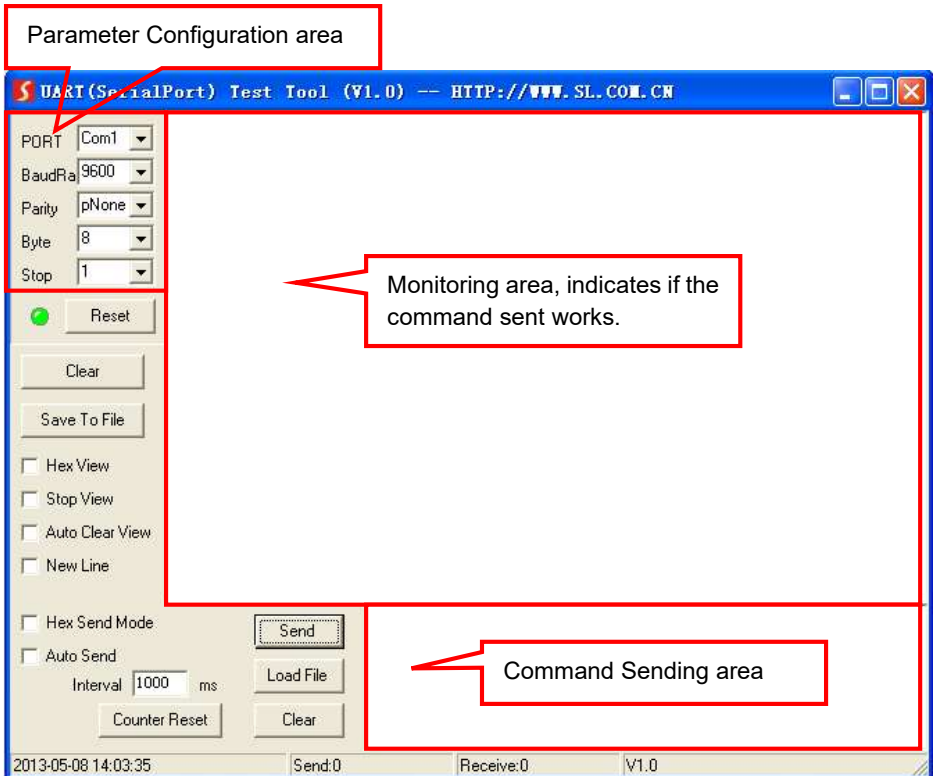 Parameter Configuration area
UART(SerialPort) Test Tool (V1.0) -- HTTP://WWW.SL.COM.CN
PORT Com1
BaudRa 9600
Parity pNone
Byte 8
Stop 1
Monitoring area, indicates if the
command sent works.
Reset
Clear
Save To File
Hex View
Stop View
Auto Clear View
New Line
Hex Send Mode
Send
Auto Send
Interval 1000 ms
Load File
Command Sending area
Counter Reset
Clear
2013-05-08 14:03:35 Send:0 Receive:0 V1.0